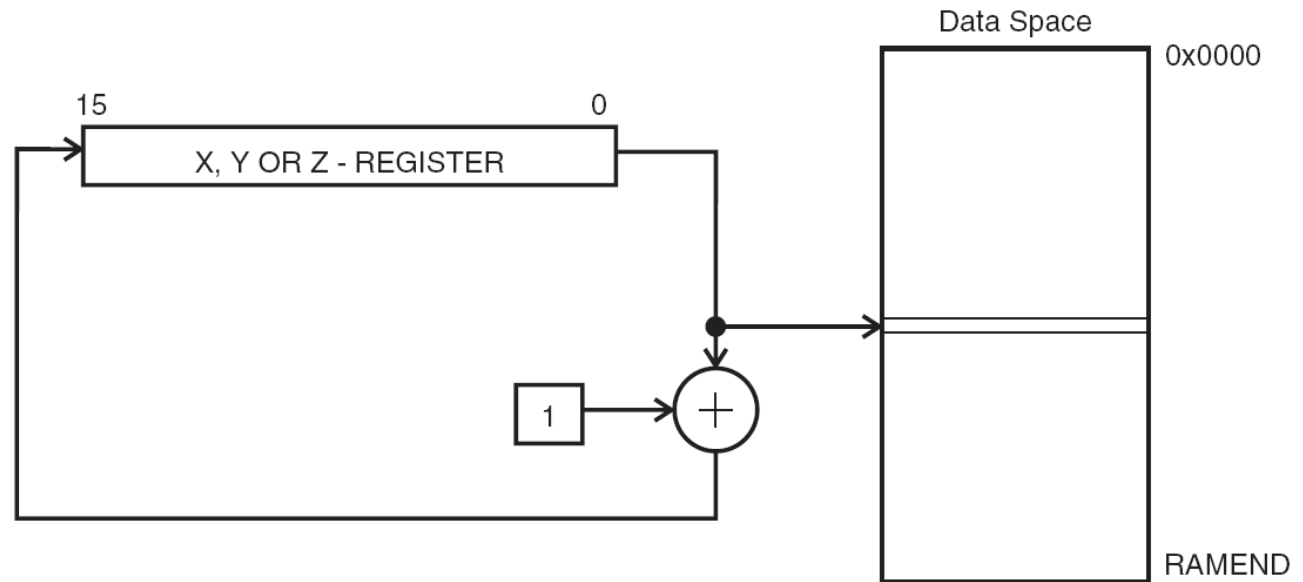 Data Space
0x0000
15
0
X, Y OR Z - REGISTER
1
RAMEND